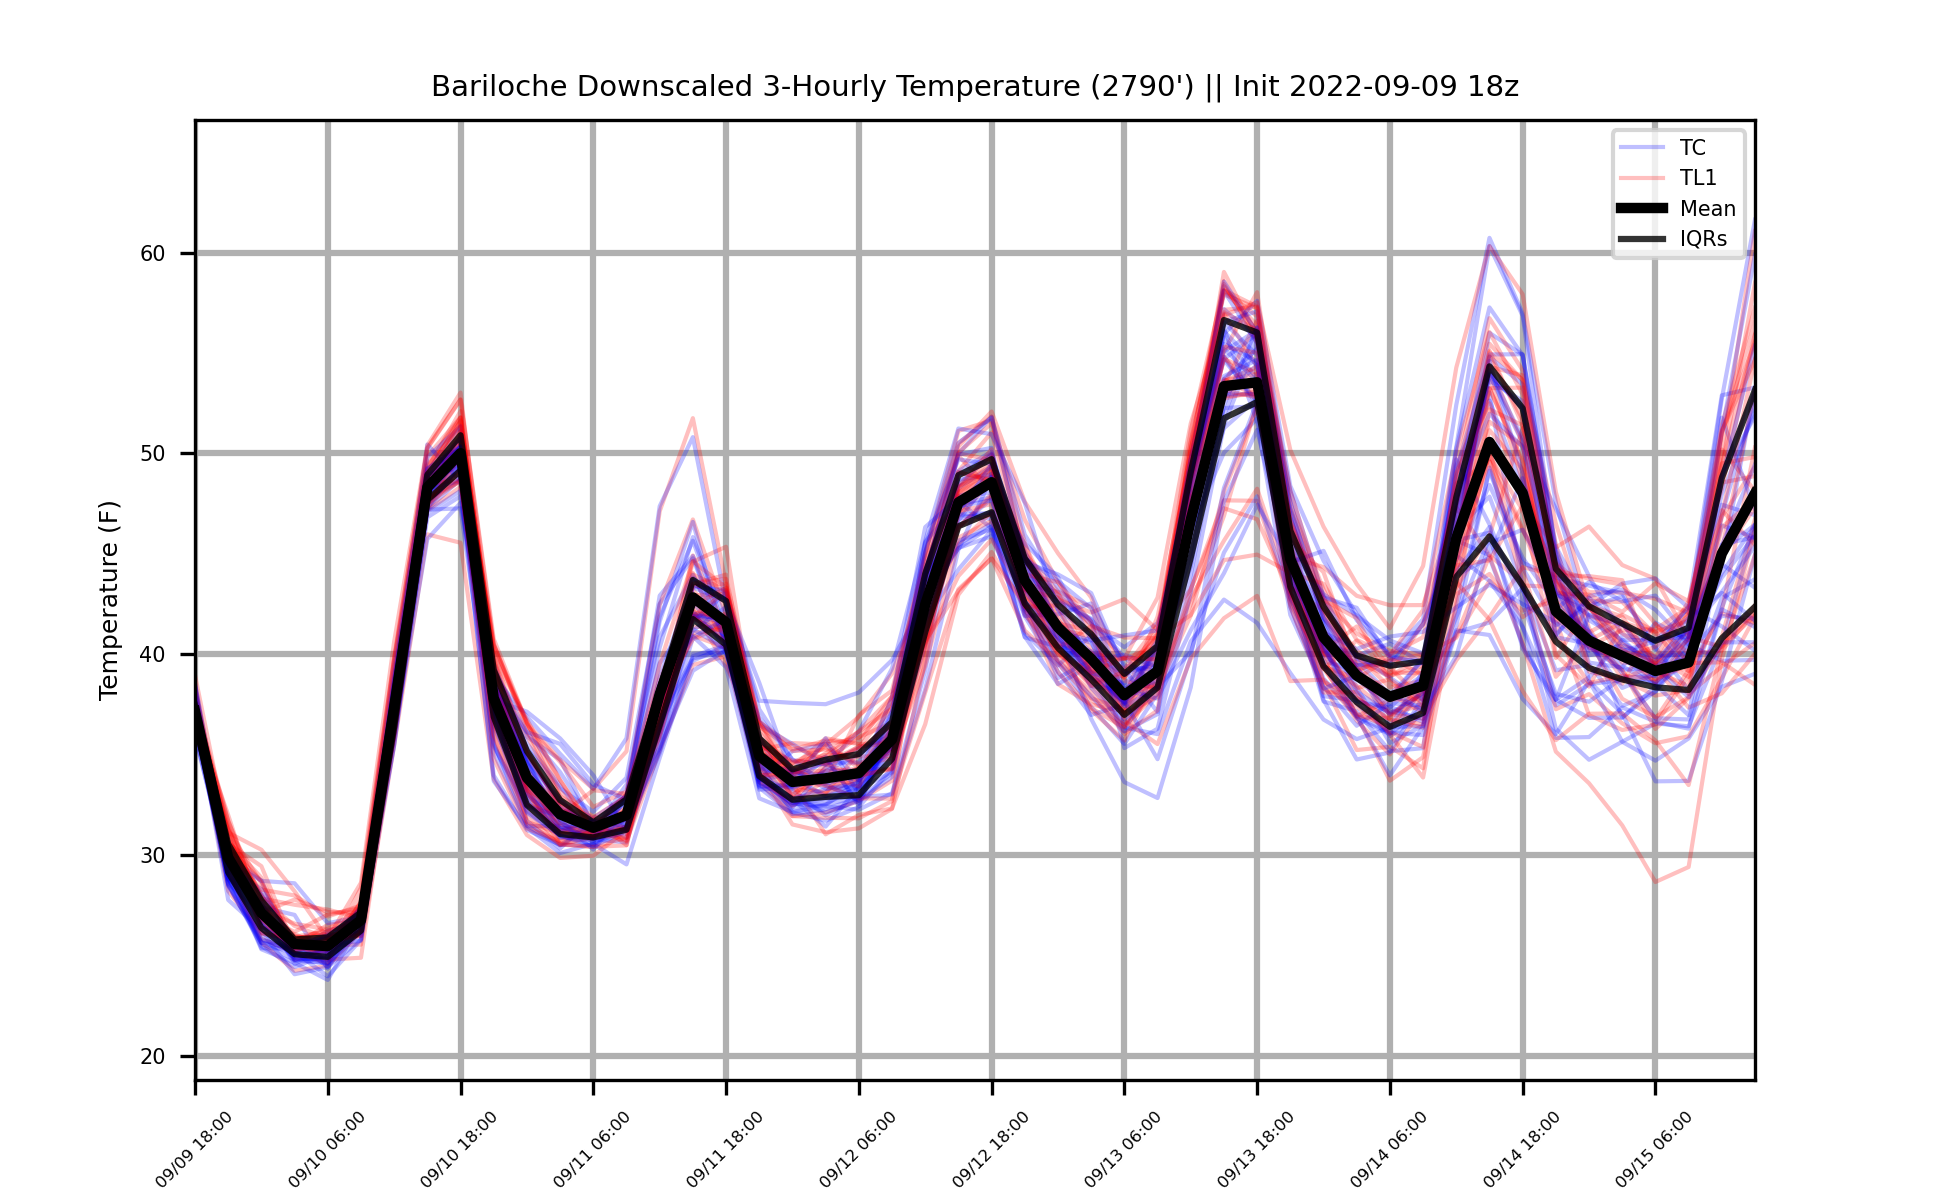 Bariloche Downscaled 3-Hourly Temperature (2790') || Init 2022-09-09 18z
TC
TL1
Mean
IQRs
Temperature (F)
60
50
40
30
20
09/09 18:00
09/10 06:00
09/10 18:00
09/11 06:00
09/11 18:00
09/12 06:00
09/12 18:00
09/13 06:00
09/13 18:00
09/14 06:00
09/14 18:00
09/15 06:00